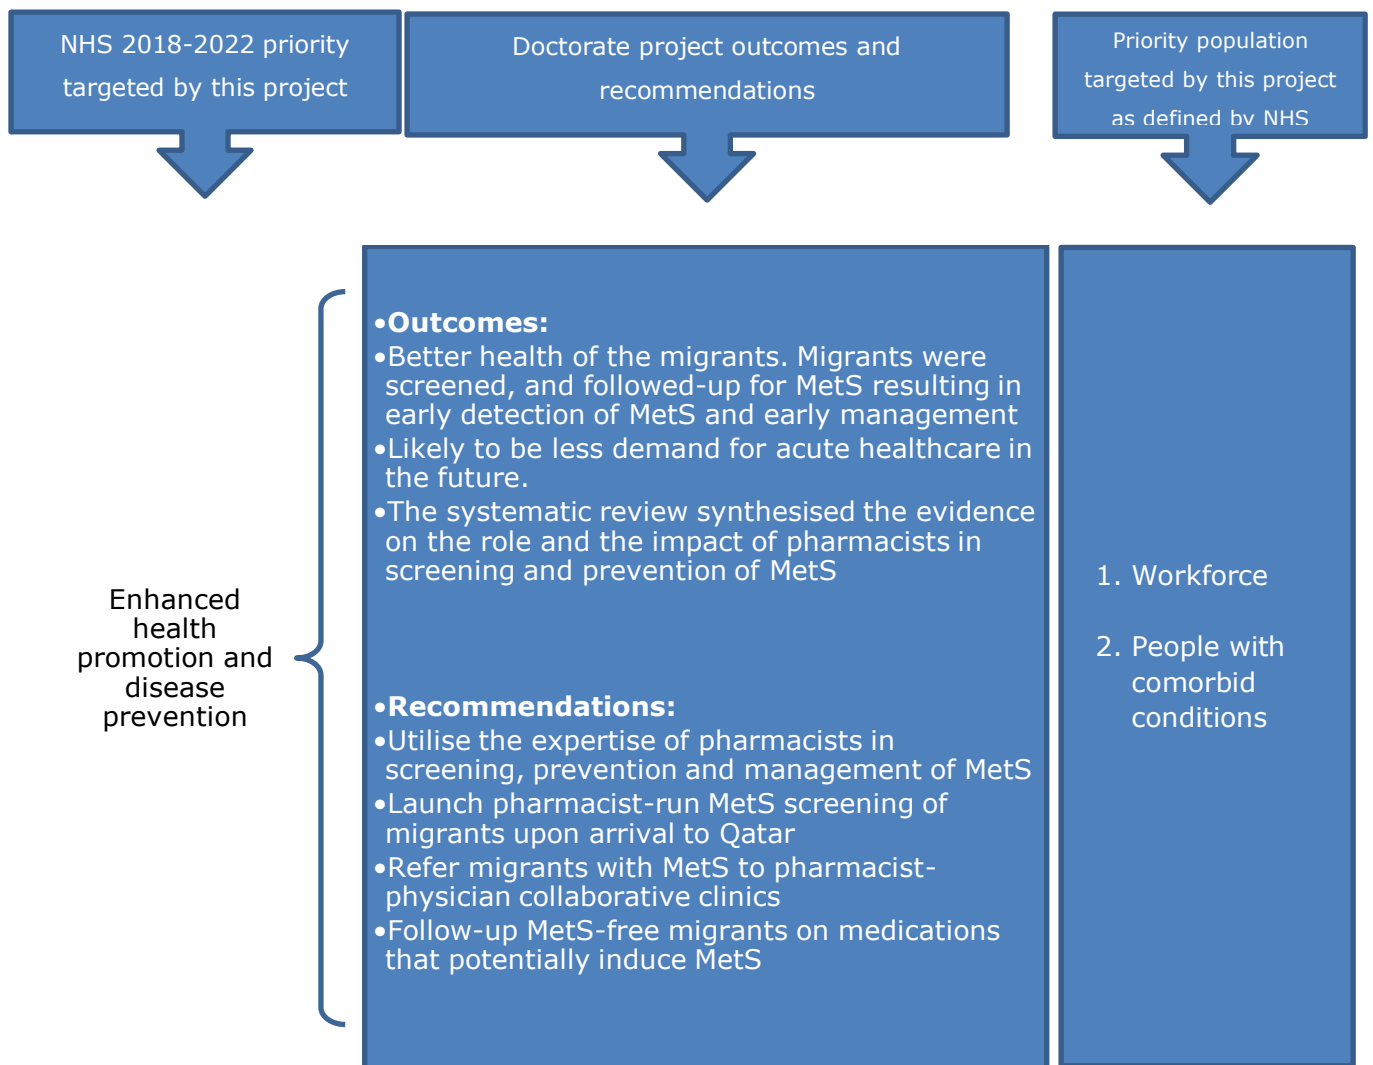 NHS 2018-2022 priority
targeted by this project
Doctorate project outcomes and
recommendations
Priority population
targeted by this project
as defined by NHS
Enhanced
health
promotion and
disease
prevention
•Outcomes:
•Better health of the migrants. Migrants were
screened, and followed-up for MetS resulting in
early detection of MetS and early management
•Likely to be less demand for acute healthcare in
the future.
•The systematic review synthesised the evidence
on the role and the impact of pharmacists in
screening and prevention of MetS
•Recommendations:
•Utilise the expertise of pharmacists in
screening, prevention and management of MetS
•Launch pharmacist-run MetS screening of
migrants upon arrival to Qatar
•Refer migrants with MetS to pharmacist-
physician collaborative clinics
•Follow-up MetS-free migrants on medications
that potentially induce MetS
1. Workforce
2. People with
comorbid
conditions